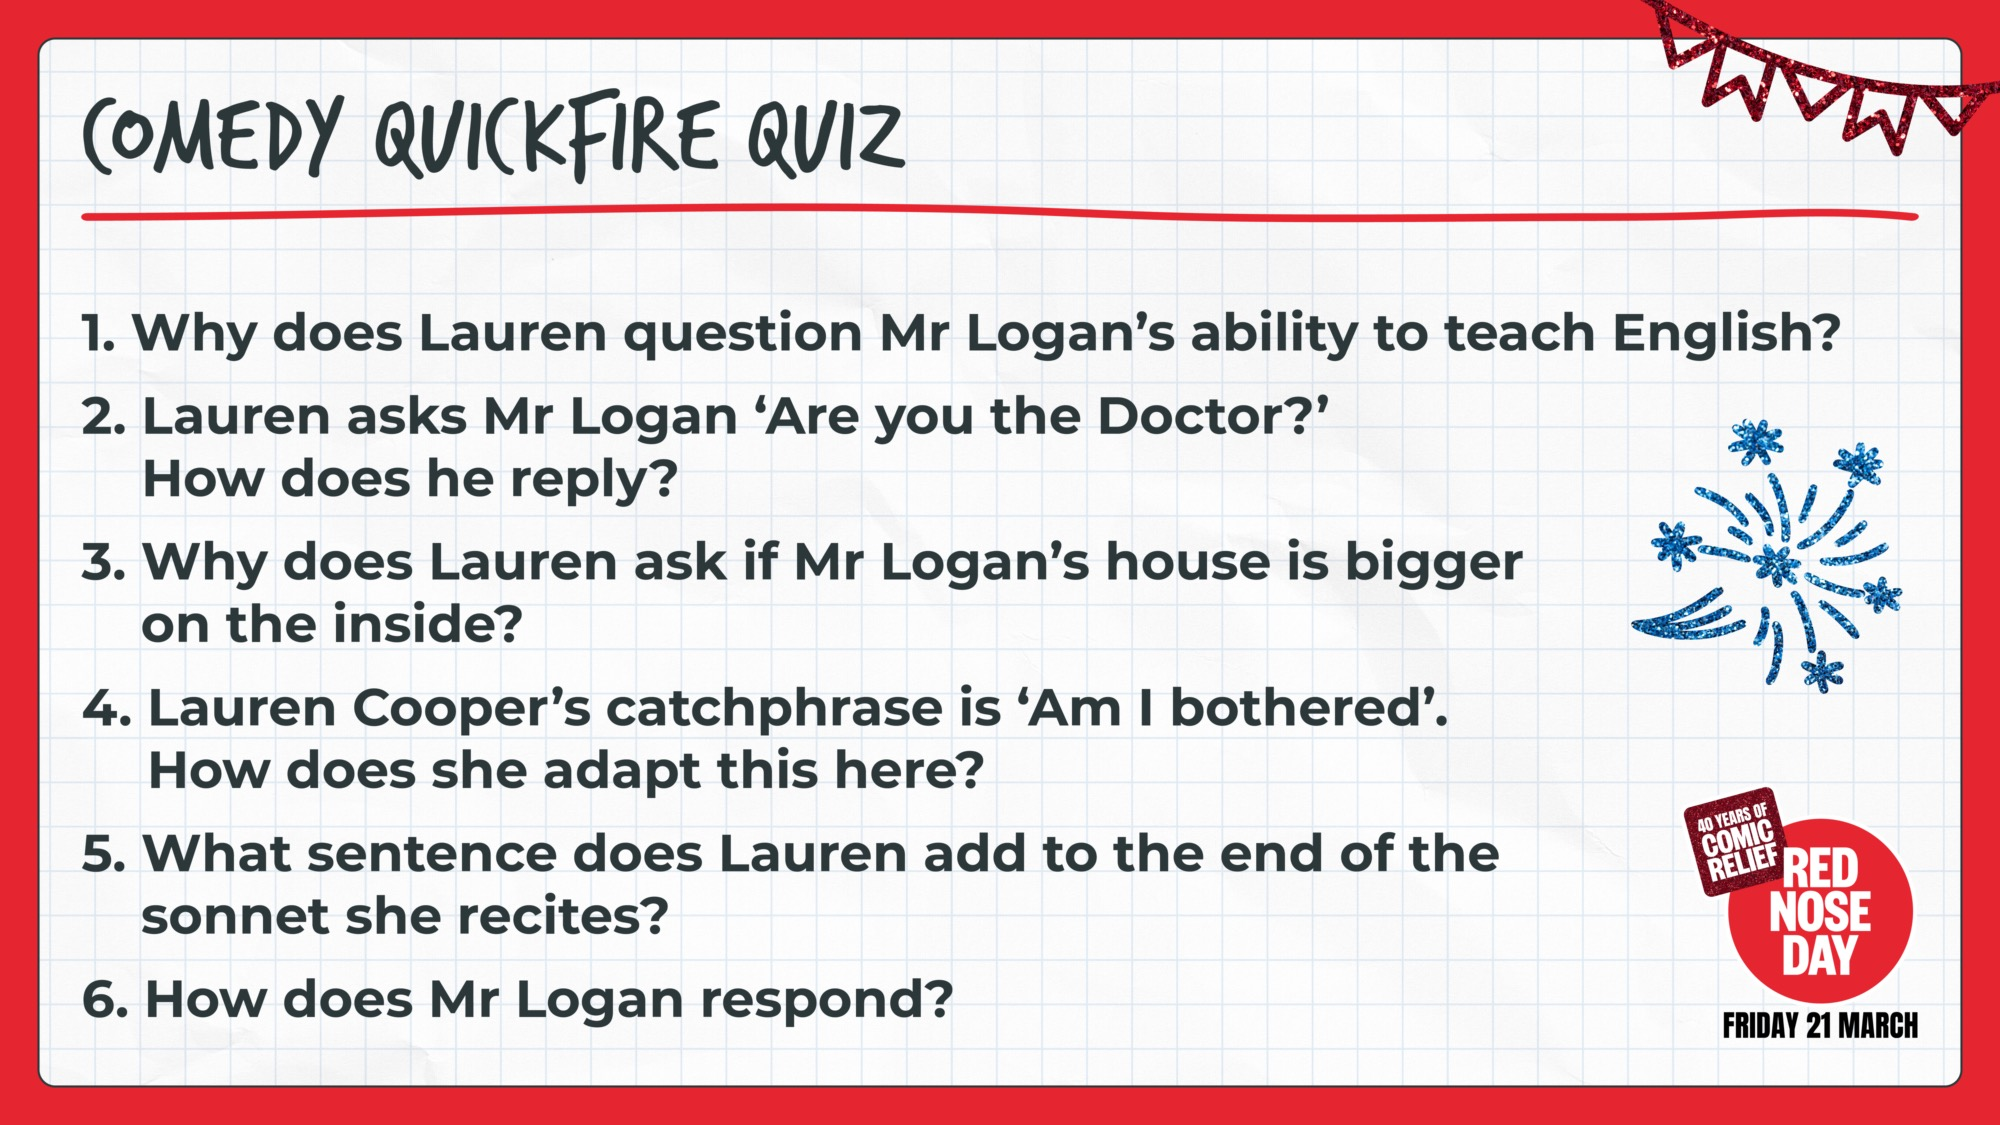 COMEDY QUICKFIRE QUIZ
1. Why does Lauren question Mr Logan’s ability to teach English?
2. Lauren asks Mr Logan ‘Are you the Doctor?’
How does he reply?
3. Why does Lauren ask if Mr Logan’s house is bigger
on the inside?
4. Lauren Cooper’s catchphrase is ‘Am I bothered’.
How does she adapt this here?
5. What sentence does Lauren add to the end of the
sonnet she recites?
6. How does Mr Logan respond?
40 YEARS OF
COMIC
RELIEF
RED
NOSE
DAY
FRIDAY 21 MARCH